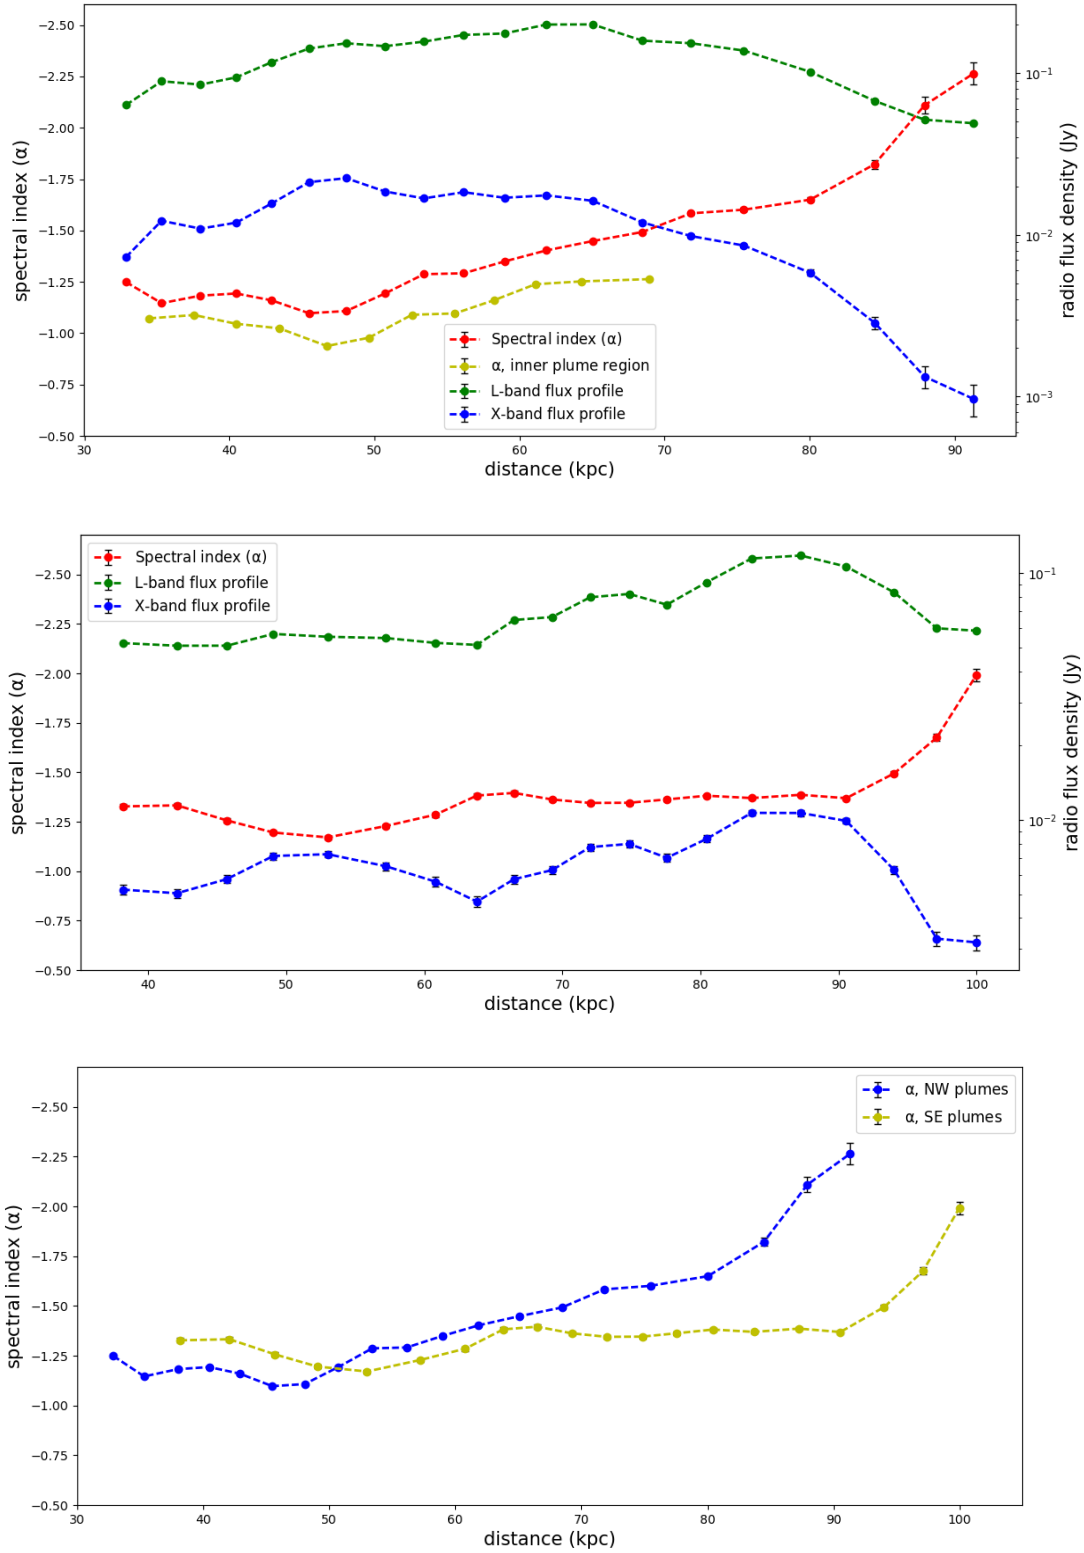 −2.50
−2.25
−2.00
−1.75
−1.50
−1.25
−1.00
−0.75
−0.50
spectral index (α)
10⁻¹
10⁻²
10⁻³
radio flux density (Jy)
Spectral index (α)
α, inner plume region
L-band flux profile
X-band flux profile
30 40 50 60 70 80 90
distance (kpc)
Spectral index (α)
L-band flux profile
X-band flux profile
−2.50
−2.25
−2.00
−1.75
−1.50
−1.25
−1.00
−0.75
−0.50
spectral index (α)
10⁻¹
10⁻²
radio flux density (Jy)
40 50 60 70 80 90 100
distance (kpc)
α, NW plumes
α, SE plumes
−2.50
−2.25
−2.00
−1.75
−1.50
−1.25
−1.00
−0.75
−0.50
spectral index (α)
30 40 50 60 70 80 90 100
distance (kpc)